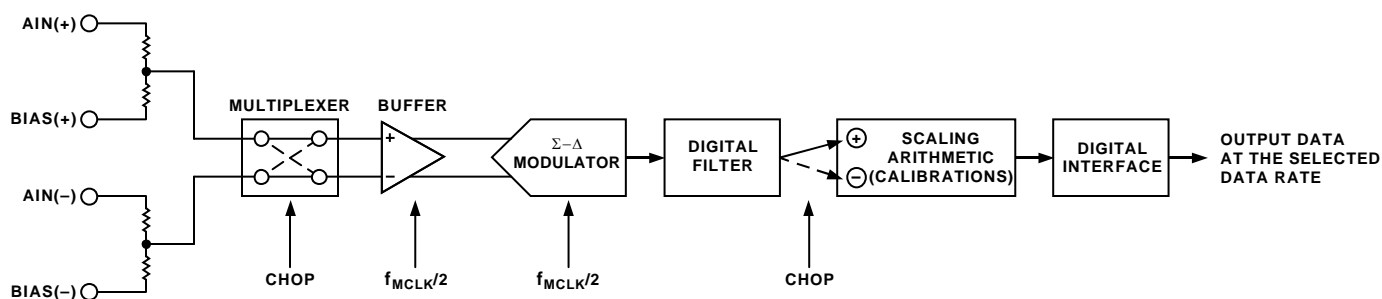 AIN(+)
BIAS(+)
AIN(–)
BIAS(–)
MULTIPLEXER
CHOP
BUFFER
+
–
fMCLK/2
Σ–Δ
MODULATOR
fMCLK/2
DIGITAL
FILTER
CHOP
+
–
SCALING
ARITHMETIC
(CALIBRATIONS)
DIGITAL
INTERFACE
OUTPUT DATA
AT THE SELECTED
DATA RATE